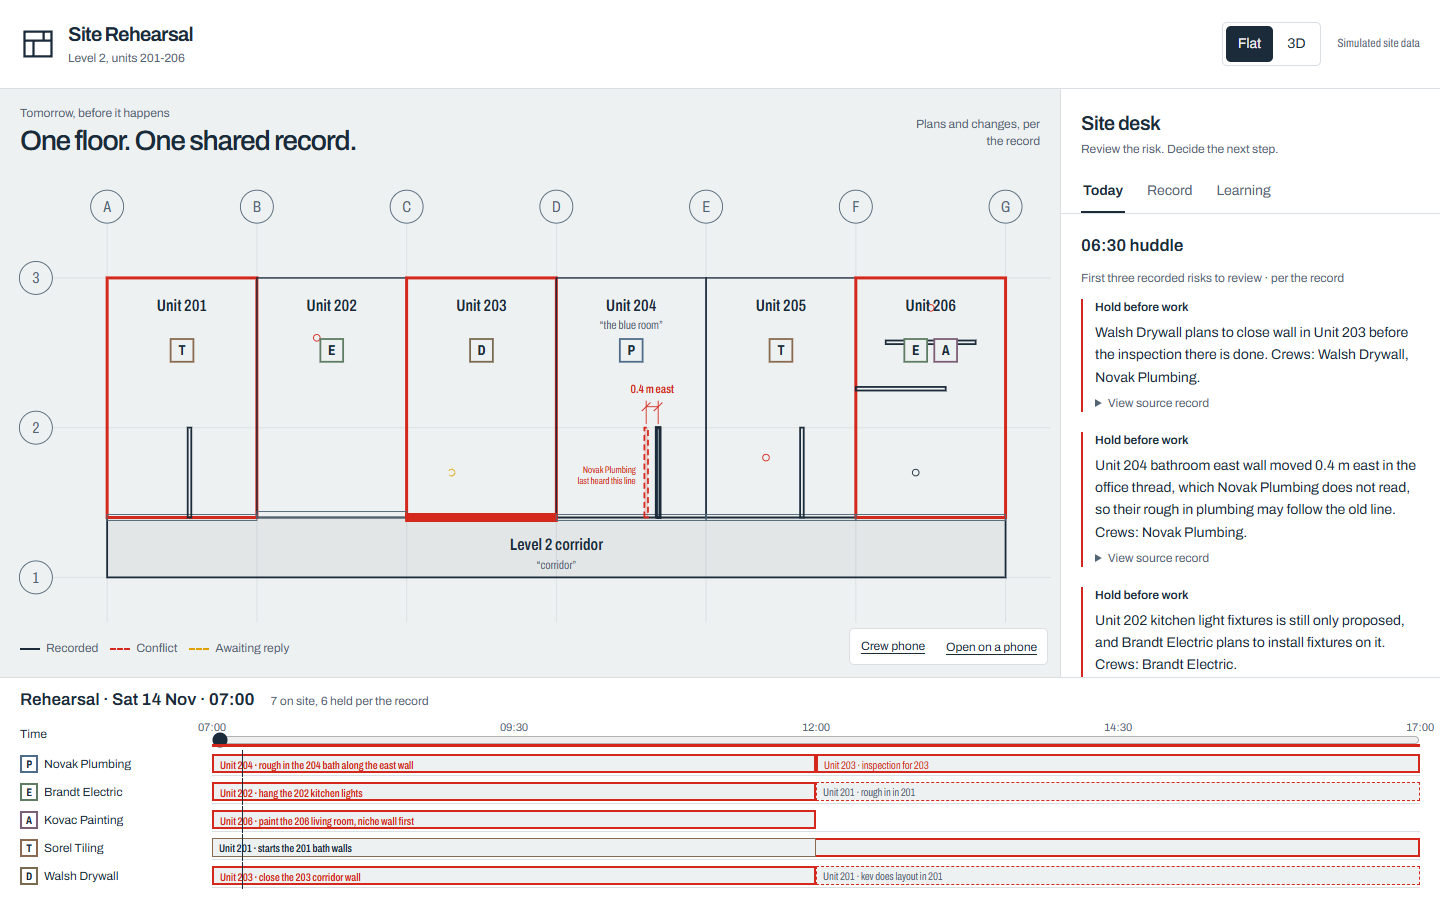 Site Rehearsal
Level 2, units 201-206
Flat
3D
Simulated site data
Tomorrow, before it happens
One floor. One shared record.
Plans and changes, per
the record
A
B
C
D
E
F
G
3
2
1
Unit 201
Unit 202
Unit 203
Unit 204
Unit 205
Unit 206
“the blue room”
T
E
D
P
T
E
A
0.4 m east
Novak Plumbing
last heard this line
Level 2 corridor
“corridor”
Recorded
Conflict
Awaiting reply
Crew phone
Open on a phone
Site desk
Review the risk. Decide the next step.
Today
Record
Learning
06:30 huddle
First three recorded risks to review · per the record
Hold before work
Walsh Drywall plans to close wall in Unit 203 before
the inspection there is done. Crews: Walsh Drywall,
Novak Plumbing.
View source record
Hold before work
Unit 204 bathroom east wall moved 0.4 m east in the
office thread, which Novak Plumbing does not read,
so their rough in plumbing may follow the old line.
Crews: Novak Plumbing.
View source record
Hold before work
Unit 202 kitchen light fixtures is still only proposed,
and Brandt Electric plans to install fixtures on it.
Crews: Brandt Electric.
Rehearsal · Sat 14 Nov · 07:00
7 on site, 6 held per the record
Time
07:00
09:30
12:00
14:30
17:00
P Novak Plumbing
Unit 204 · rough in the 204 bath along the east wall
Unit 203 · inspection for 203
E Brandt Electric
Unit 202 · hang the 202 kitchen lights
Unit 201 · rough in in 201
A Kovac Painting
Unit 206 · paint the 206 living room, niche wall first
T Sorel Tiling
Unit 201 · starts the 201 bath walls
D Walsh Drywall
Unit 203 · close the 203 corridor wall
Unit 201 · kev does layout in 201